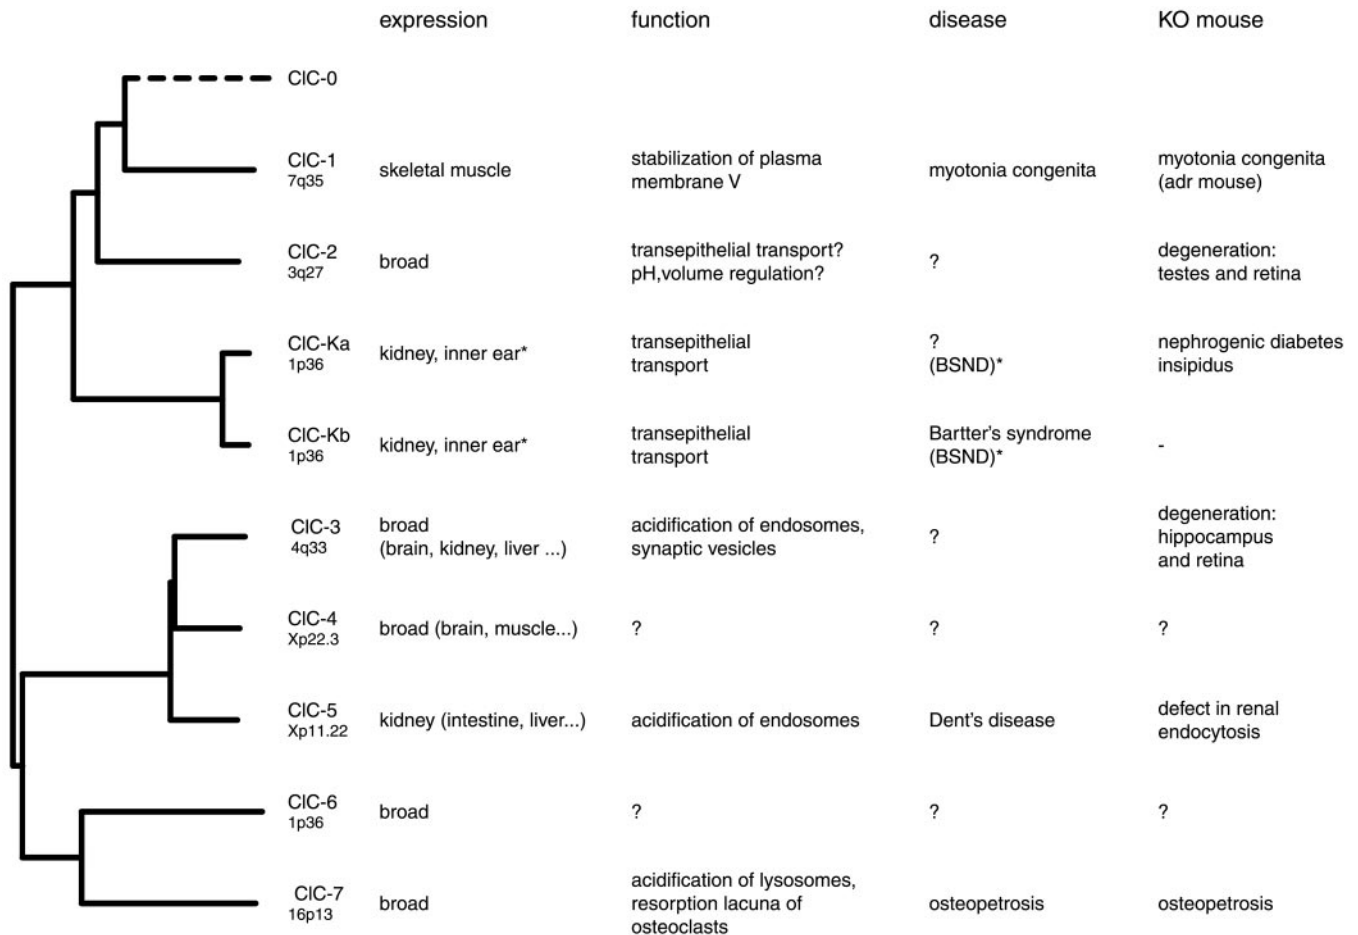 expression function disease KO mouse
ClC-0
ClC-1
7q35
skeletal muscle
stabilization of plasma
membrane V
myotonia congenita
myotonia congenita
(adr mouse)
ClC-2
3q27
broad
transepithelial transport?
pH,volume regulation?
?
degeneration:
testes and retina
ClC-Ka
1p36
kidney, inner ear*
transepithelial
transport
?
(BSND)*
nephrogenic diabetes
insipidus
ClC-Kb
1p36
kidney, inner ear*
transepithelial
transport
Bartter's syndrome
(BSND)*
-
ClC-3
4q33
broad
(brain, kidney, liver ...)
acidification of endosomes,
synaptic vesicles
?
degeneration:
hippocampus
and retina
ClC-4
Xp22.3
broad (brain, muscle...)
?
?
?
ClC-5
Xp11.22
kidney (intestine, liver...)
acidification of endosomes
Dent's disease
defect in renal
endocytosis
ClC-6
1p36
broad
?
?
?
ClC-7
16p13
broad
acidification of lysosomes,
resorption lacuna of
osteoclasts
osteopetrosis
osteopetrosis